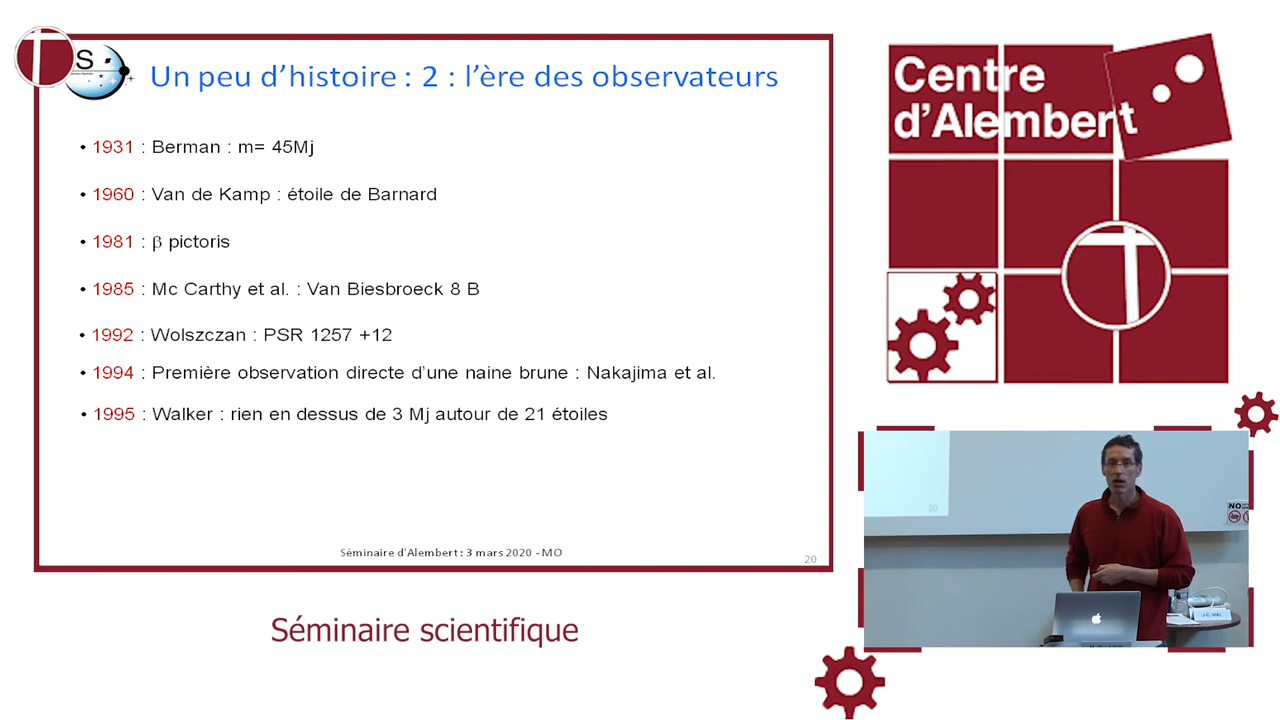 S
Un peu d’histoire : 2 : l’ère des observateurs
• 1931 : Berman : m= 45Mj
• 1960 : Van de Kamp : étoile de Barnard
• 1981 : β pictoris
• 1985 : Mc Carthy et al. : Van Biesbroeck 8 B
• 1992 : Wolszczan : PSR 1257 +12
• 1994 : Première observation directe d’une naine brune : Nakajima et al.
• 1995 : Walker : rien en dessus de 3 Mj autour de 21 étoiles
Séminaire d’Alembert : 3 mars 2020 - MO
20
Séminaire scientifique
Centre
d’Alembert
20
NO